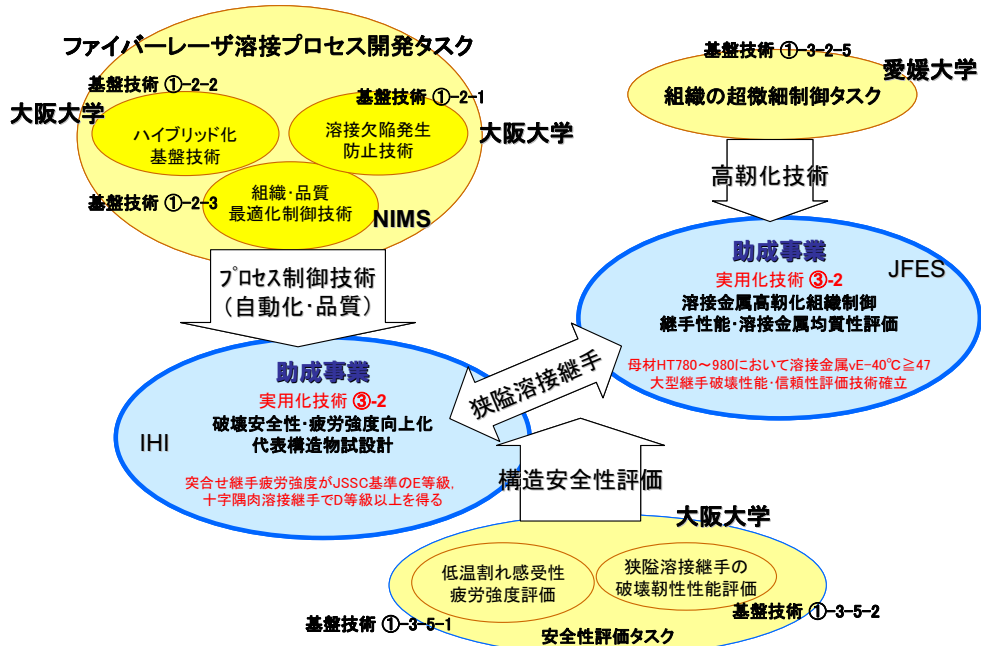 ファイバーレーザ溶接プロセス開発タスク
基盤技術 ①-2-2
大阪大学
ハイブリッド化
基盤技術
基盤技術 ①-2-1
溶接欠陥発生
防止技術
大阪大学
基盤技術 ①-2-3
組織・品質
最適化制御技術
NIMS
基盤技術 ①-3-2-5
愛媛大学
組織の超微細制御タスク
高靭化技術
プロセス制御技術
(自動化・品質)
助成事業
JFES
実用化技術 ③-2
溶接金属高靭化組織制御
継手性能・溶接金属均質性評価
母材HT780～980において溶接金属vE-40℃≧47
大型継手破壊性能・信頼性評価技術確立
狭隘溶接継手
助成事業
実用化技術 ③-2
破壊安全性・疲労強度向上化
代表構造物試設計
IHI
突合せ継手疲労強度がJSSC基準のE等級,
十字隅肉溶接継手でD等級以上を得る
構造安全性評価
大阪大学
低温割れ感受性
疲労強度評価
狭隘溶接継手の
破壊靭性性能評価
基盤技術 ①-3-5-1
基盤技術 ①-3-5-2
安全性評価タスク